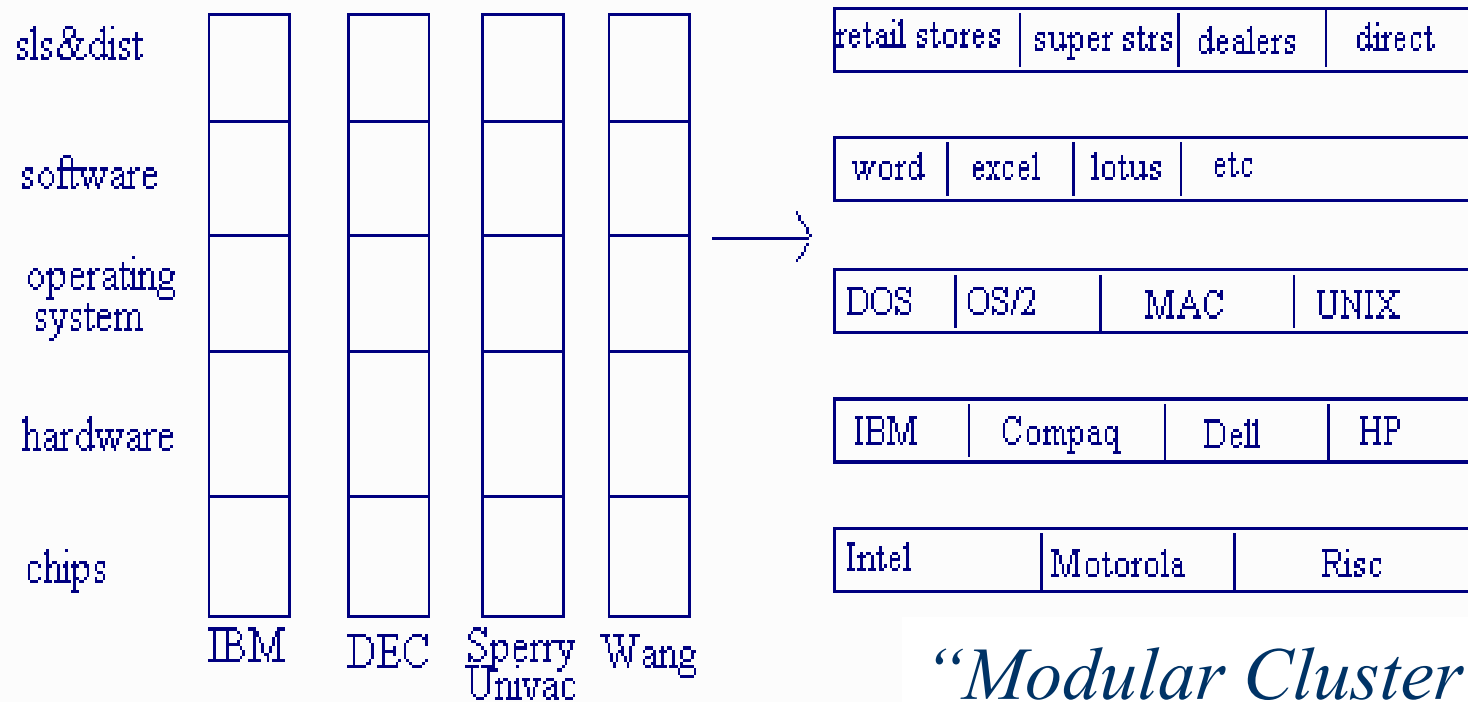 sls&dist
retail stores super strs dealers direct
software
word excel lotus etc
operating
system
DOS OS/2 MAC UNIX
hardware
IBM Compaq Dell HP
chips
Intel Motorola Risc
IBM DEC Sperry Wang
Univac
“Modular Cluster